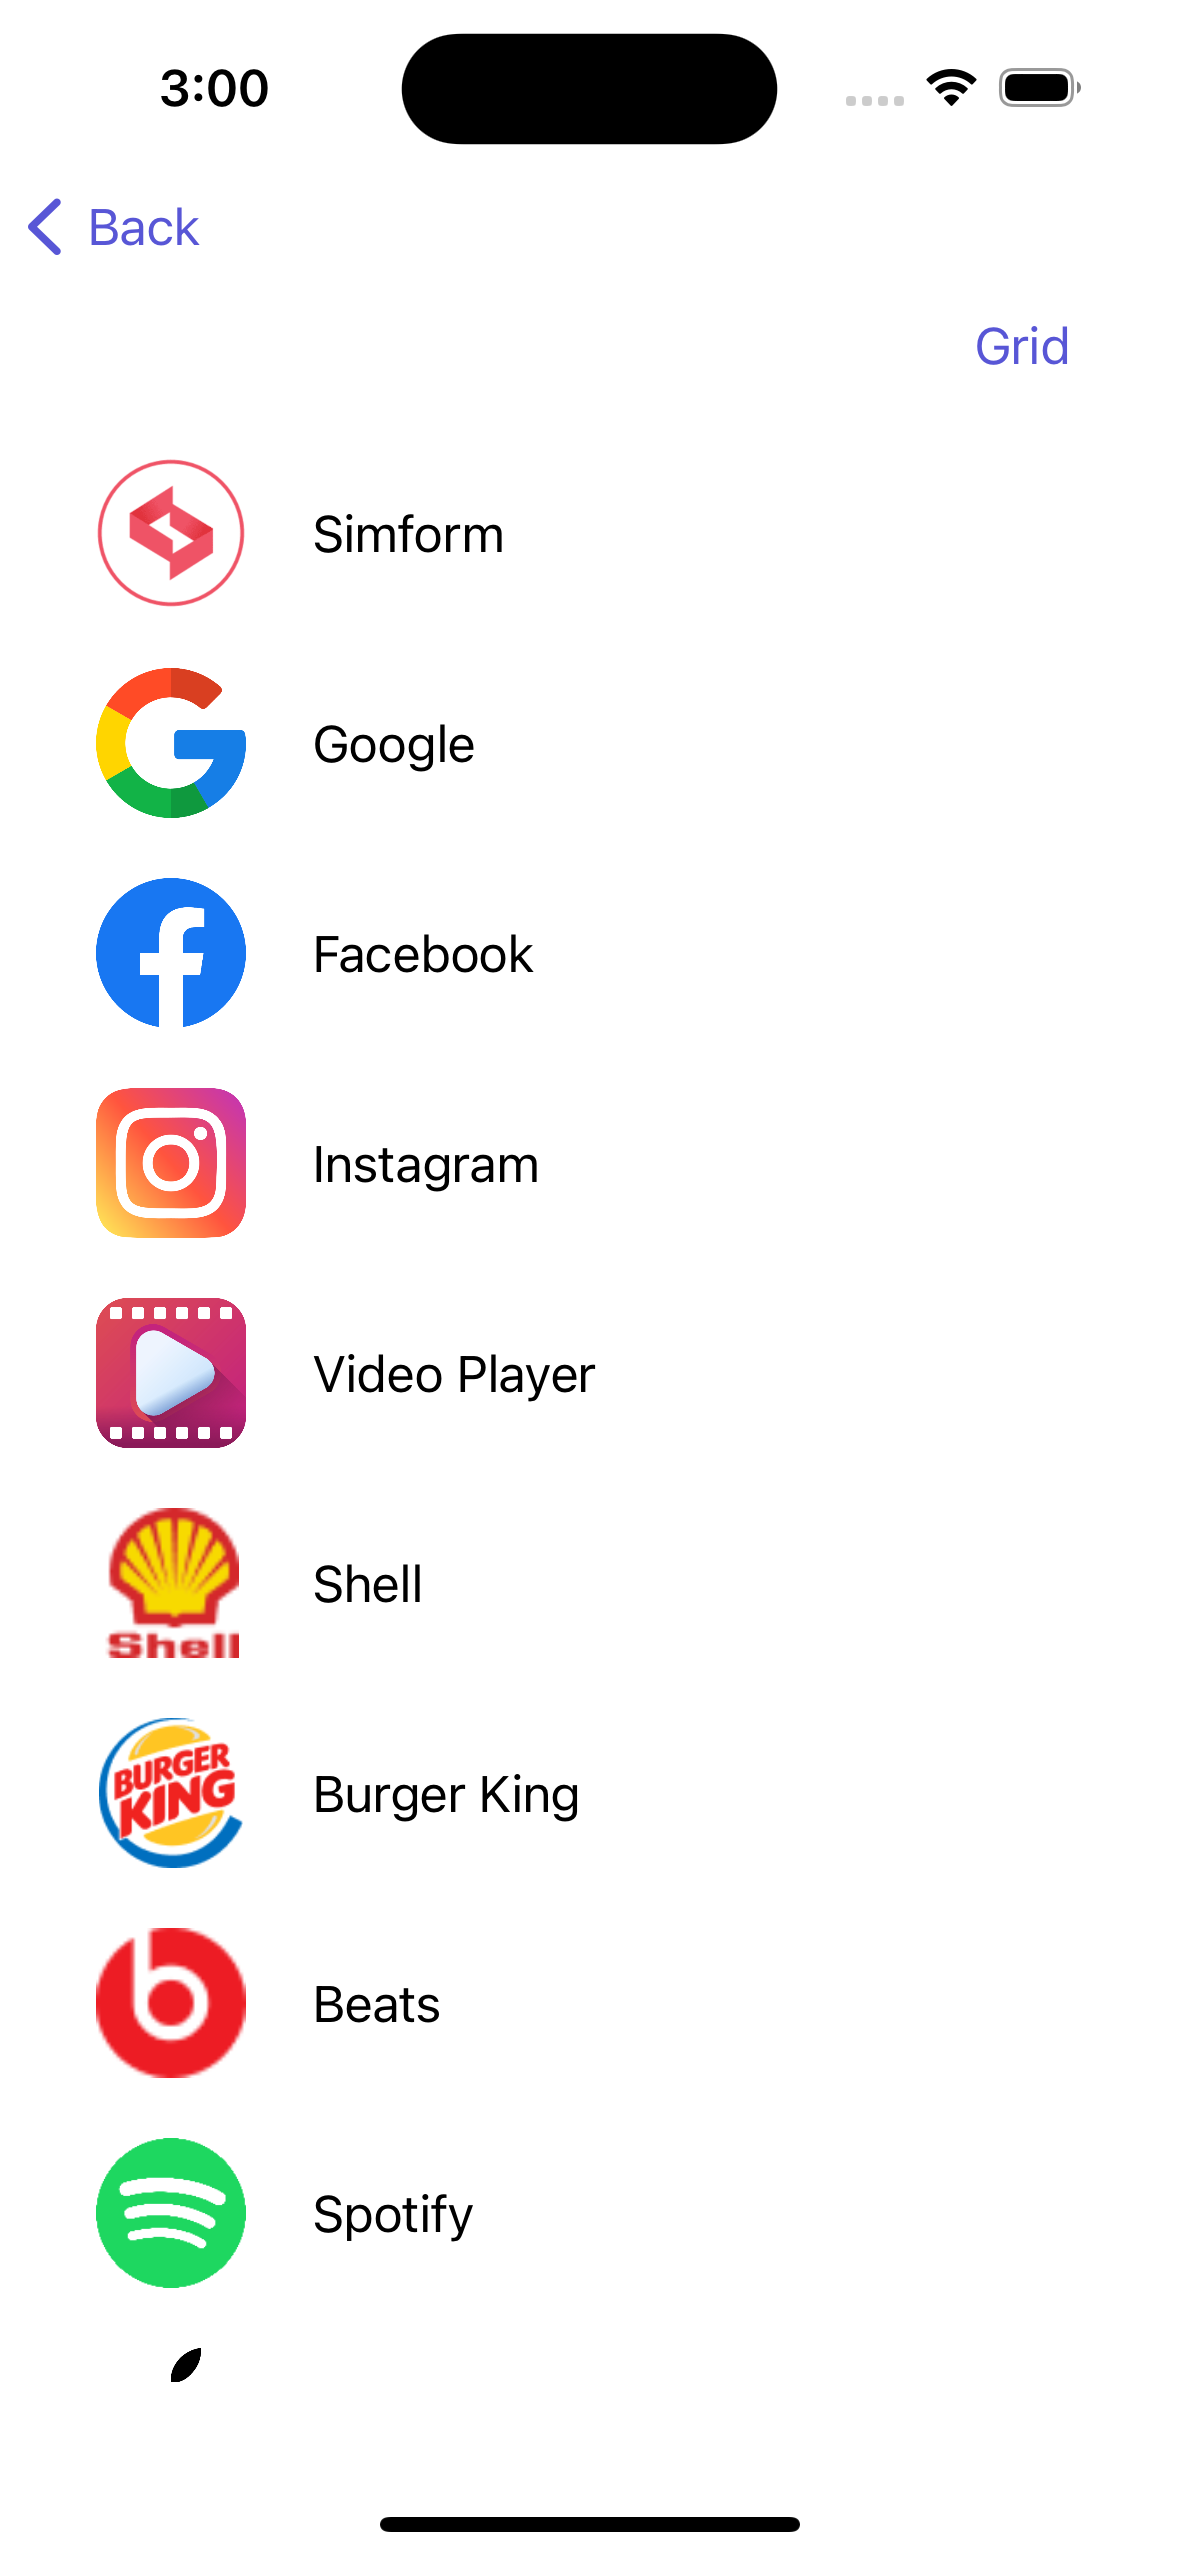 3:00
Back
Grid
Simform
Google
Facebook
Instagram
Video Player
Shell
Shell
BURGER
KING
Burger King
Beats
Spotify